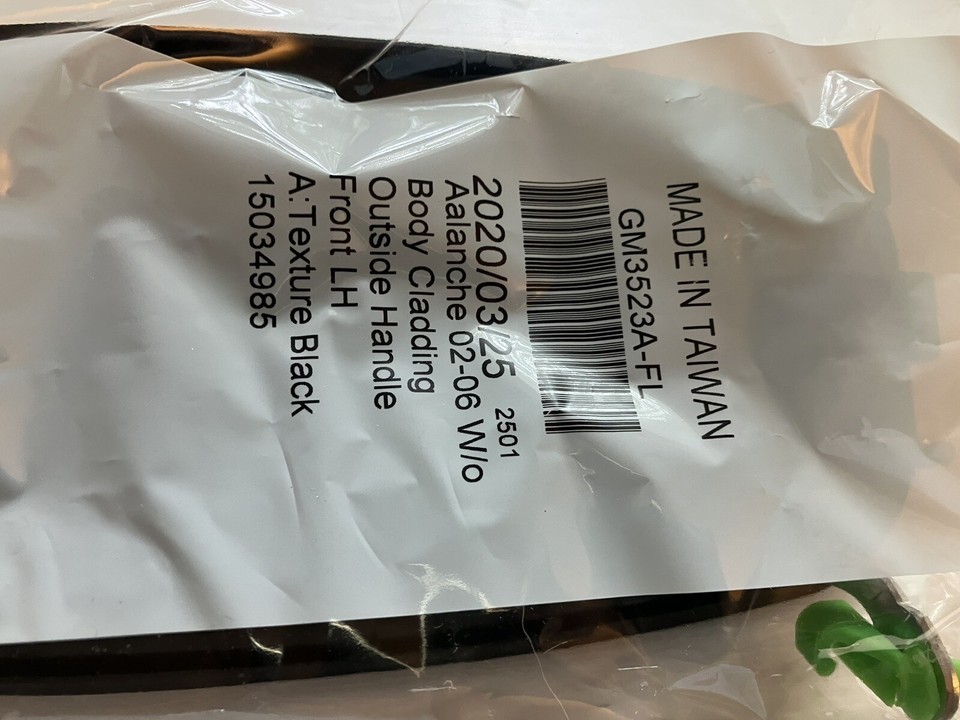 MADE IN TAIWAN
GM3523A-FL
2020/03/25 2501
Aalanche 02-06 W/o
Body Cladding
Outside Handle
Front LH
A:Texture Black
15034985